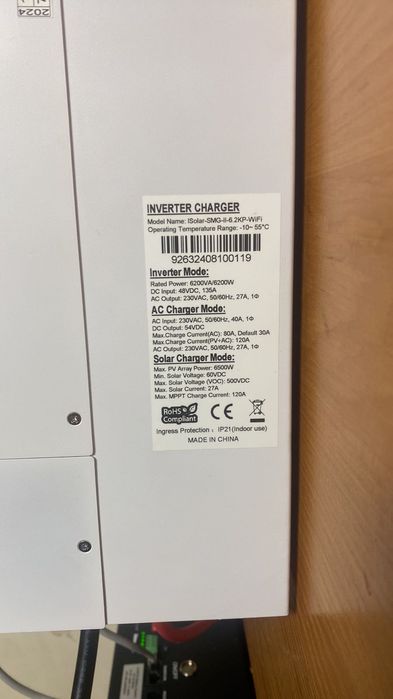 2024
INVERTER CHARGER
Model Name: ISolar-SMG-II-6.2KP-WiFi
Operating Temperature Range: -10~ 55°C
92632408100119
Inverter Mode:
Rated Power: 6200VA/6200W
DC Input: 48VDC, 135A
AC Output: 230VAC, 50/60Hz, 27A, 1Φ
AC Charger Mode:
AC Input: 230VAC, 50/60Hz, 40A, 1Φ
DC Output: 54VDC
Max.Charge Current(AC): 80A, Default 30A
Max.Charge Current(PV+AC): 120A
AC Output: 230VAC, 50/60Hz, 27A, 1Φ
Solar Charger Mode:
Max. PV Array Power: 6500W
Min. Solar Voltage: 60VDC
Max. Solar Voltage (VOC): 500VDC
Max. Solar Current: 27A
Max. MPPT Charge Current: 120A
RoHS
Compliant
CE
Ingress Protection : IP21(Indoor use)
MADE IN CHINA
ON/OFF